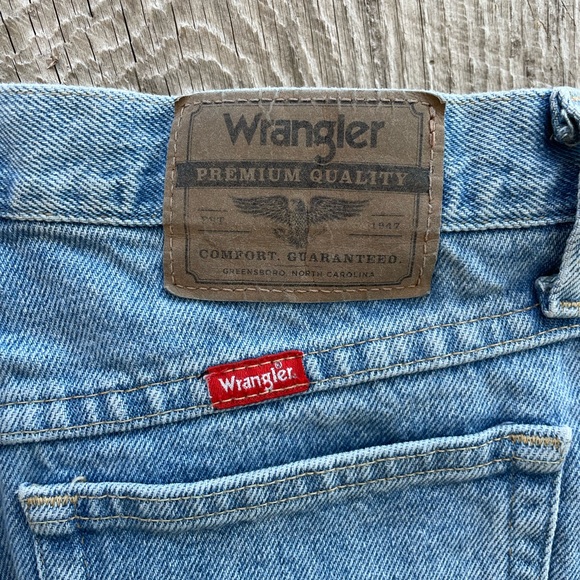 Wrangler
PREMIUM QUALITY
EST. 1947
COMFORT. GUARANTEED.
GREENSBORO, NORTH CAROLINA
Wrangler®